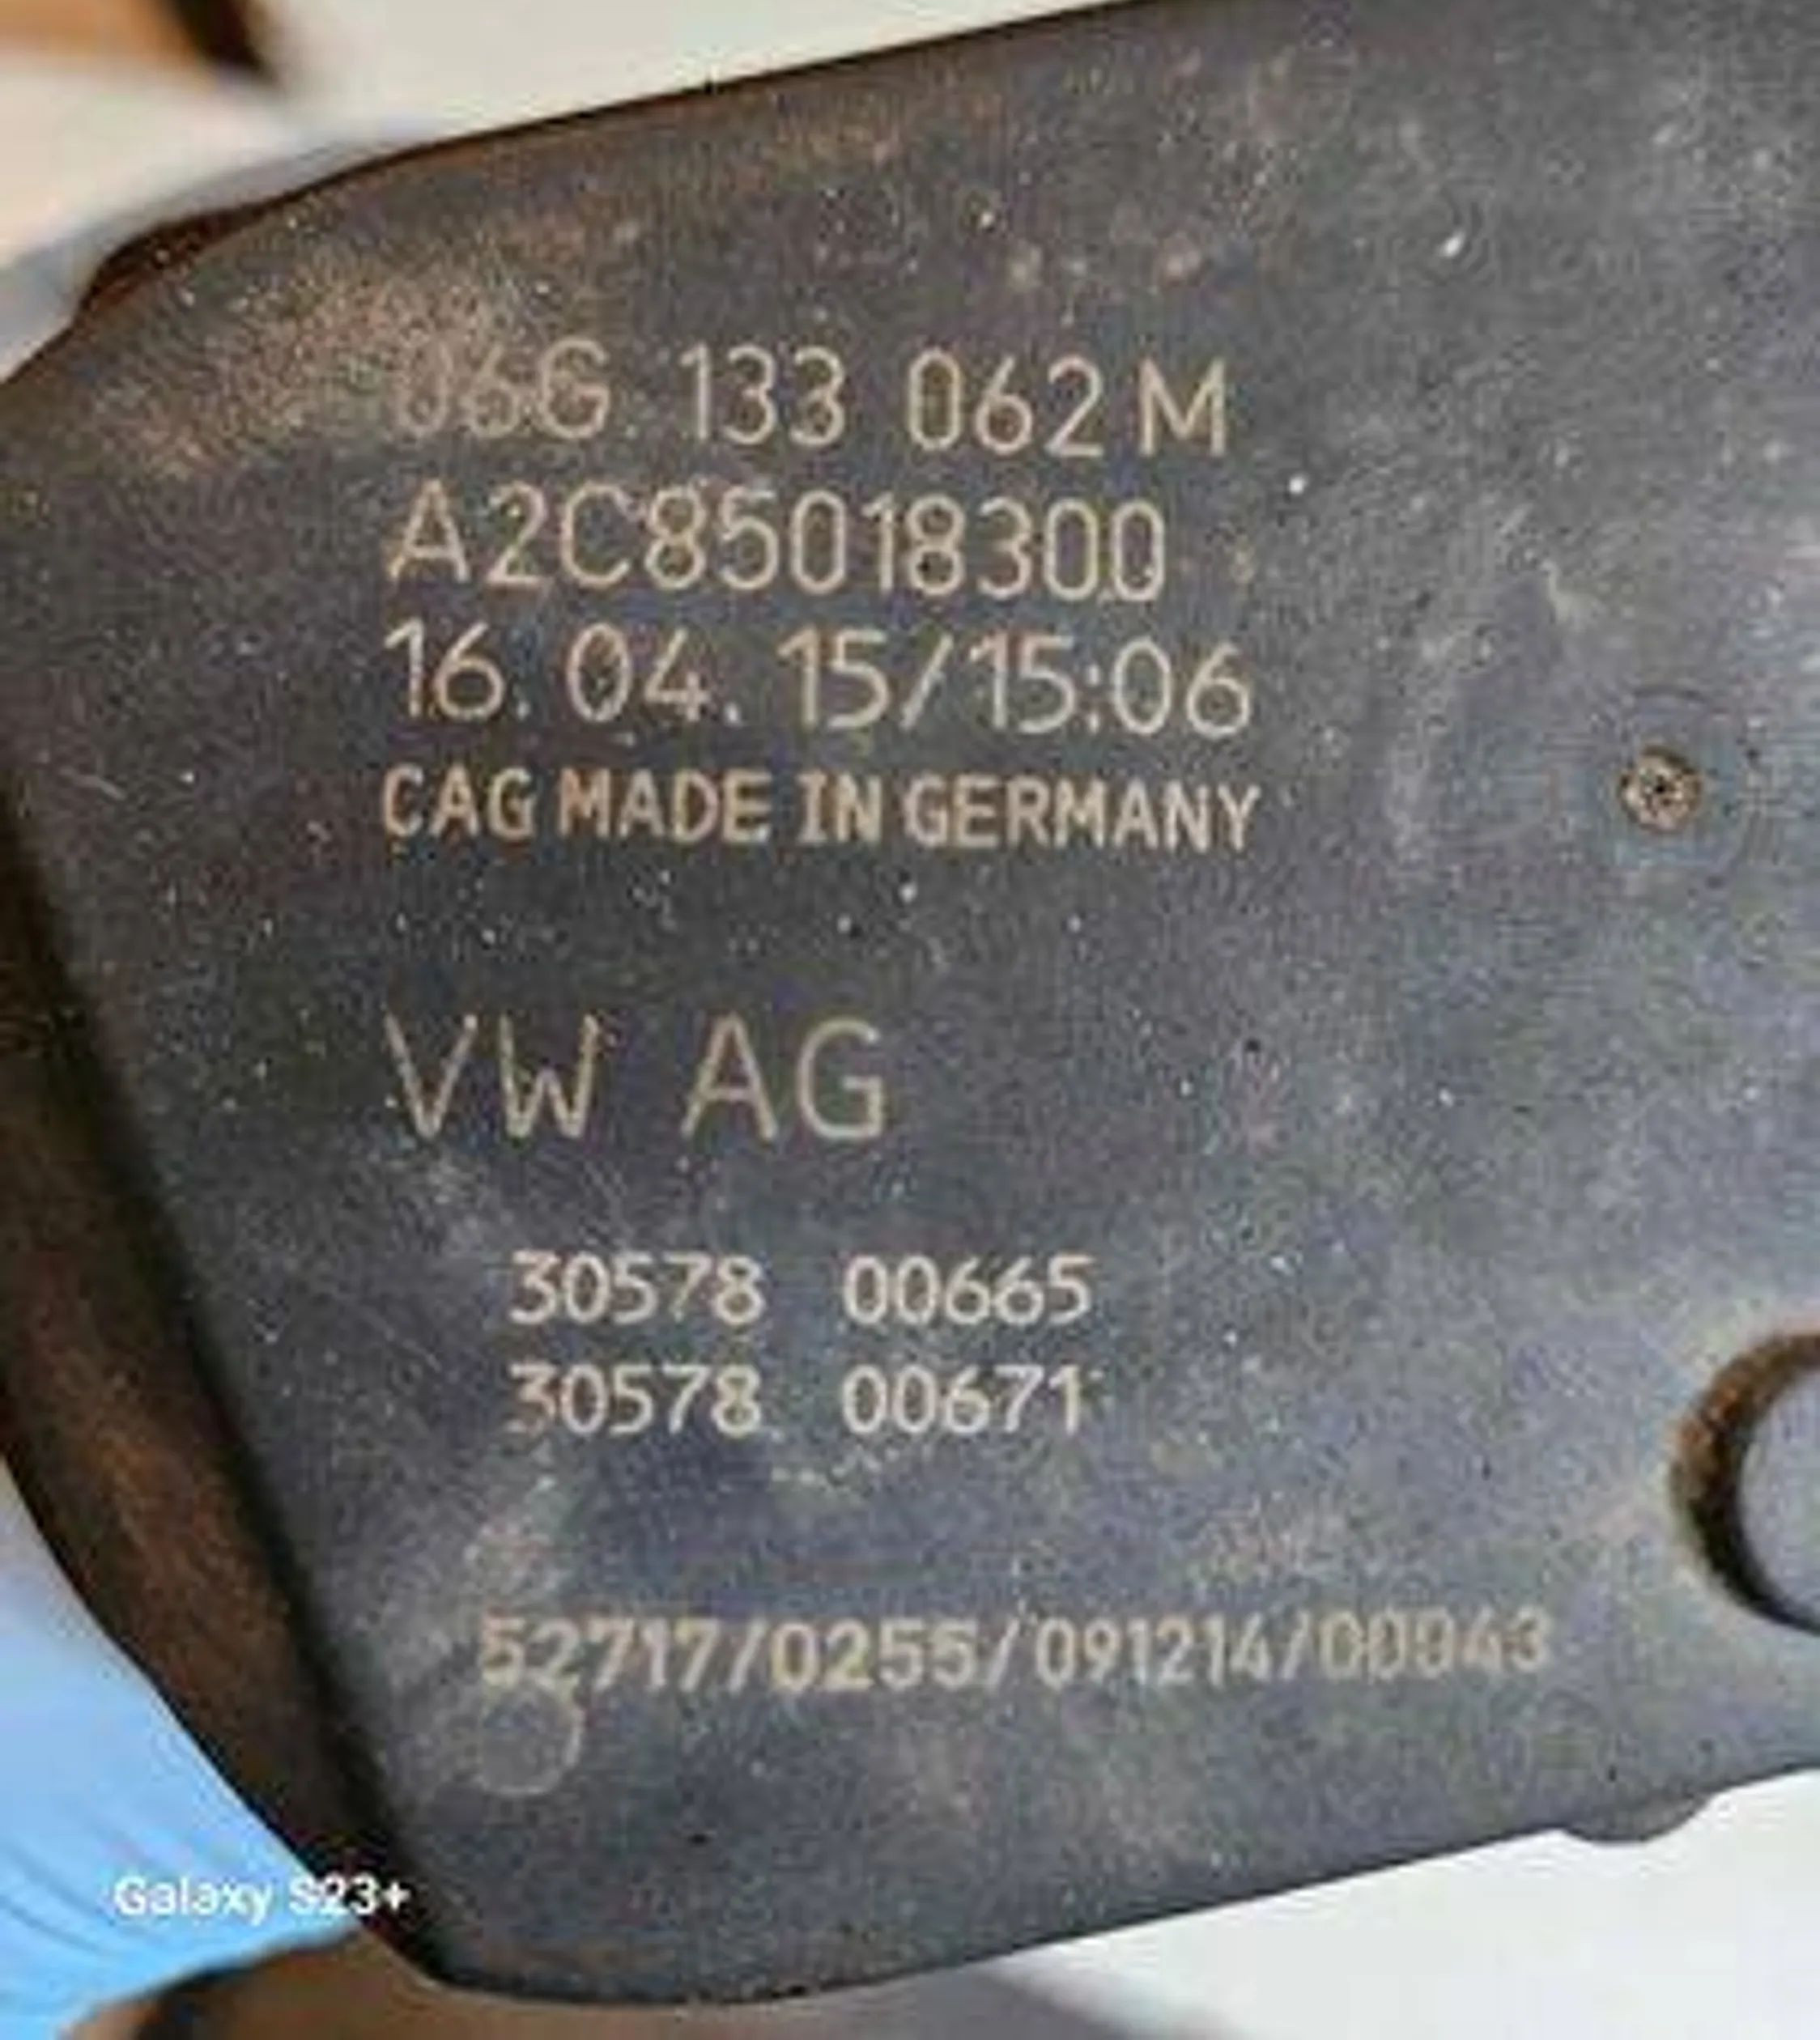 06G 133 062 M
A2C85018300
16. 04. 15/15:06
CAG MADE IN GERMANY
VW AG
30578 00665
30578 00671
52717/0255/091214/00043
Galaxy S23+